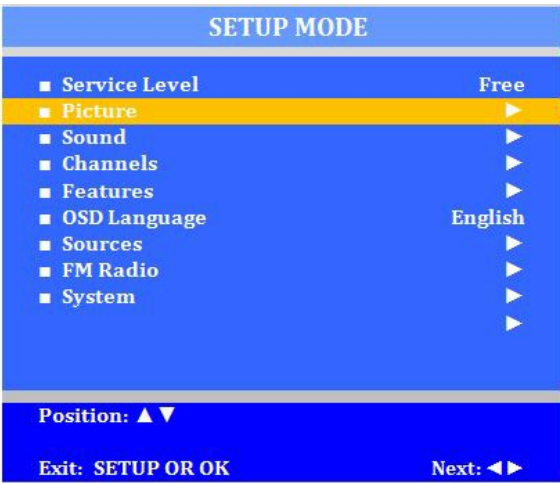 SETUP MODE
■ Service Level Free
■ Picture ►
■ Sound ►
■ Channels ►
■ Features ►
■ OSD Language English
■ Sources ►
■ FM Radio ►
■ System ►
►
Position: ▲▼
Exit: SETUP OR OK Next: ◄►